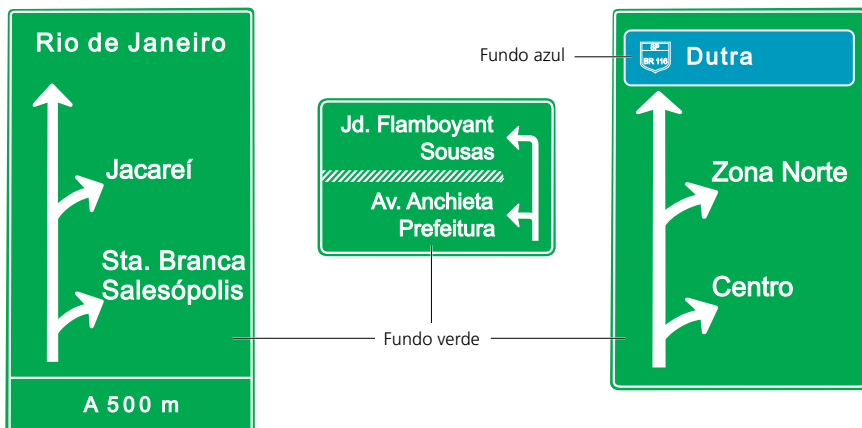 Rio de Janeiro
Jacareí
Sta. Branca
Salesópolis
A 500 m
Jd. Flamboyant
Sousas
Av. Anchieta
Prefeitura
Fundo verde
Fundo azul
SP
BR 116
Dutra
Zona Norte
Centro